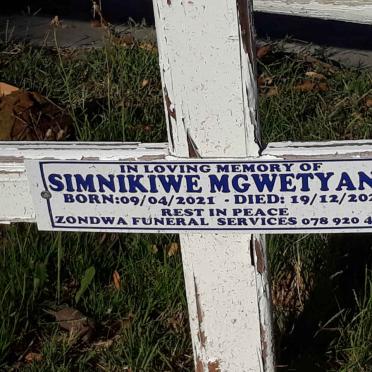 IN LOVING MEMORY OF
SIMNIKIWE MGWETYAN
BORN:09/04/2021 - DIED: 19/12/202
REST IN PEACE
ZONDWA FUNERAL SERVICES 078 920 4